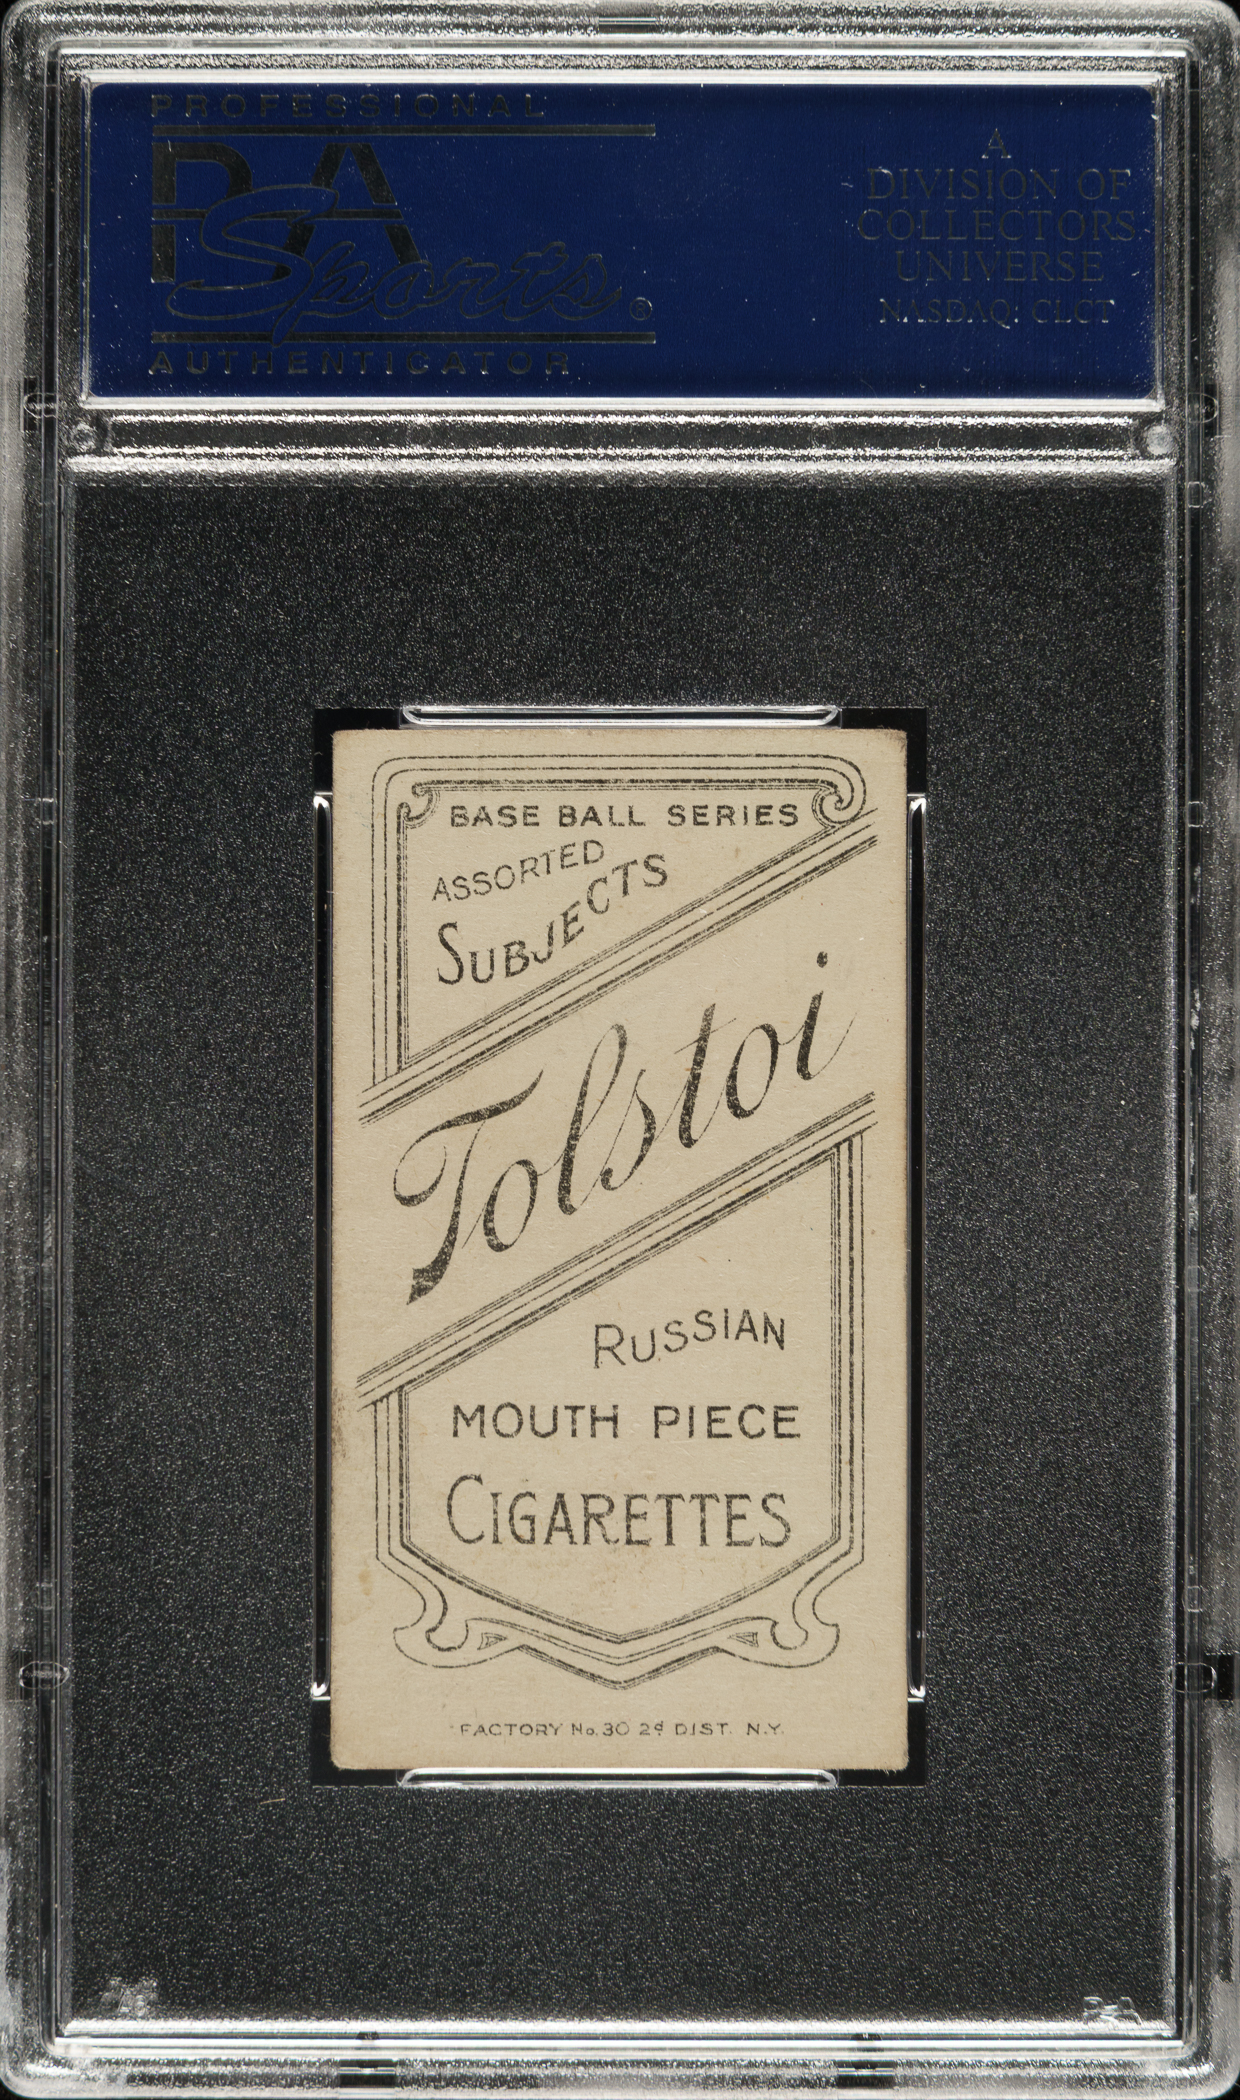 PROFESSIONAL
PSA
Sports®
AUTHENTICATOR
A
DIVISION OF
COLLECTORS
UNIVERSE
NASDAQ: CLCT
BASE BALL SERIES
ASSORTED
SUBJECTS
Tolstoi
RUSSIAN
MOUTH PIECE
CIGARETTES
FACTORY No. 30 2d DIST. N.Y.
PSA